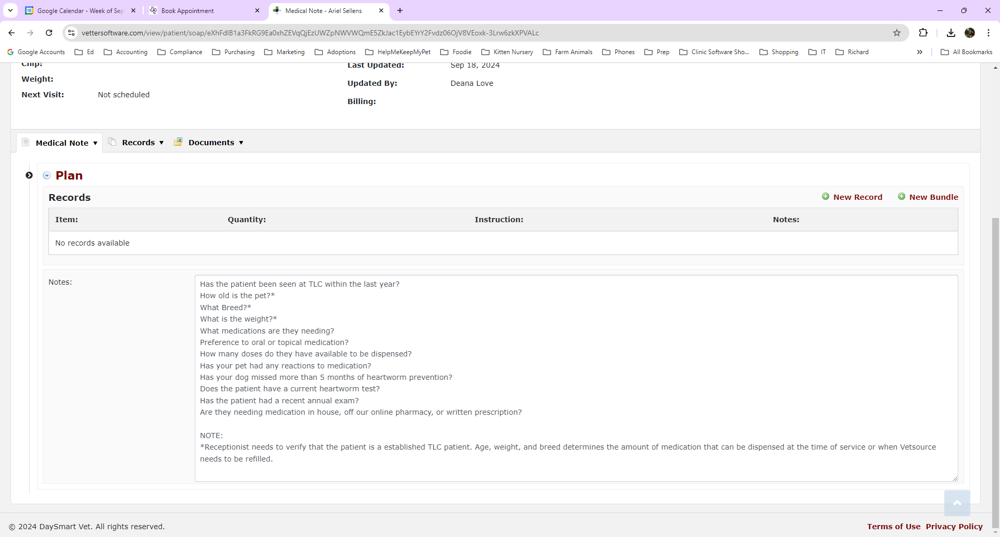 Google Calendar - Week of Sep
Book Appointment
Medical Note - Ariel Sellens
vettersoftware.com/view/patient/soap/eXhFdlB1a3FkRG9Ea0xhZEVqQjEzUWZpNWVWQmE5ZkJac1EybEYrY2Fvdz06OjV8VEoxk-3Lrw6zkXPVALc
Google Accounts Ed Accounting Compliance Purchasing Marketing Adoptions HelpMeKeepMyPet Foodie Kitten Nursery Farm Animals Phones Prep Clinic Software Sho... Shopping IT Richard » All Bookmarks
Chip:
Last Updated: Sep 18, 2024
Weight:
Updated By: Deana Love
Next Visit: Not scheduled
Billing:
Medical Note Records Documents
Plan
Records New Record New Bundle
Item: Quantity: Instruction: Notes:
No records available
Notes:
Has the patient been seen at TLC within the last year?
How old is the pet?*
What Breed?*
What is the weight?*
What medications are they needing?
Preference to oral or topical medication?
How many doses do they have available to be dispensed?
Has your pet had any reactions to medication?
Has your dog missed more than 5 months of heartworm prevention?
Does the patient have a current heartworm test?
Has the patient had a recent annual exam?
Are they needing medication in house, off our online pharmacy, or written prescription?
NOTE:
*Receptionist needs to verify that the patient is a established TLC patient. Age, weight, and breed determines the amount of medication that can be dispensed at the time of service or when Vetsource
needs to be refilled.
© 2024 DaySmart Vet. All rights reserved.
Terms of Use Privacy Policy